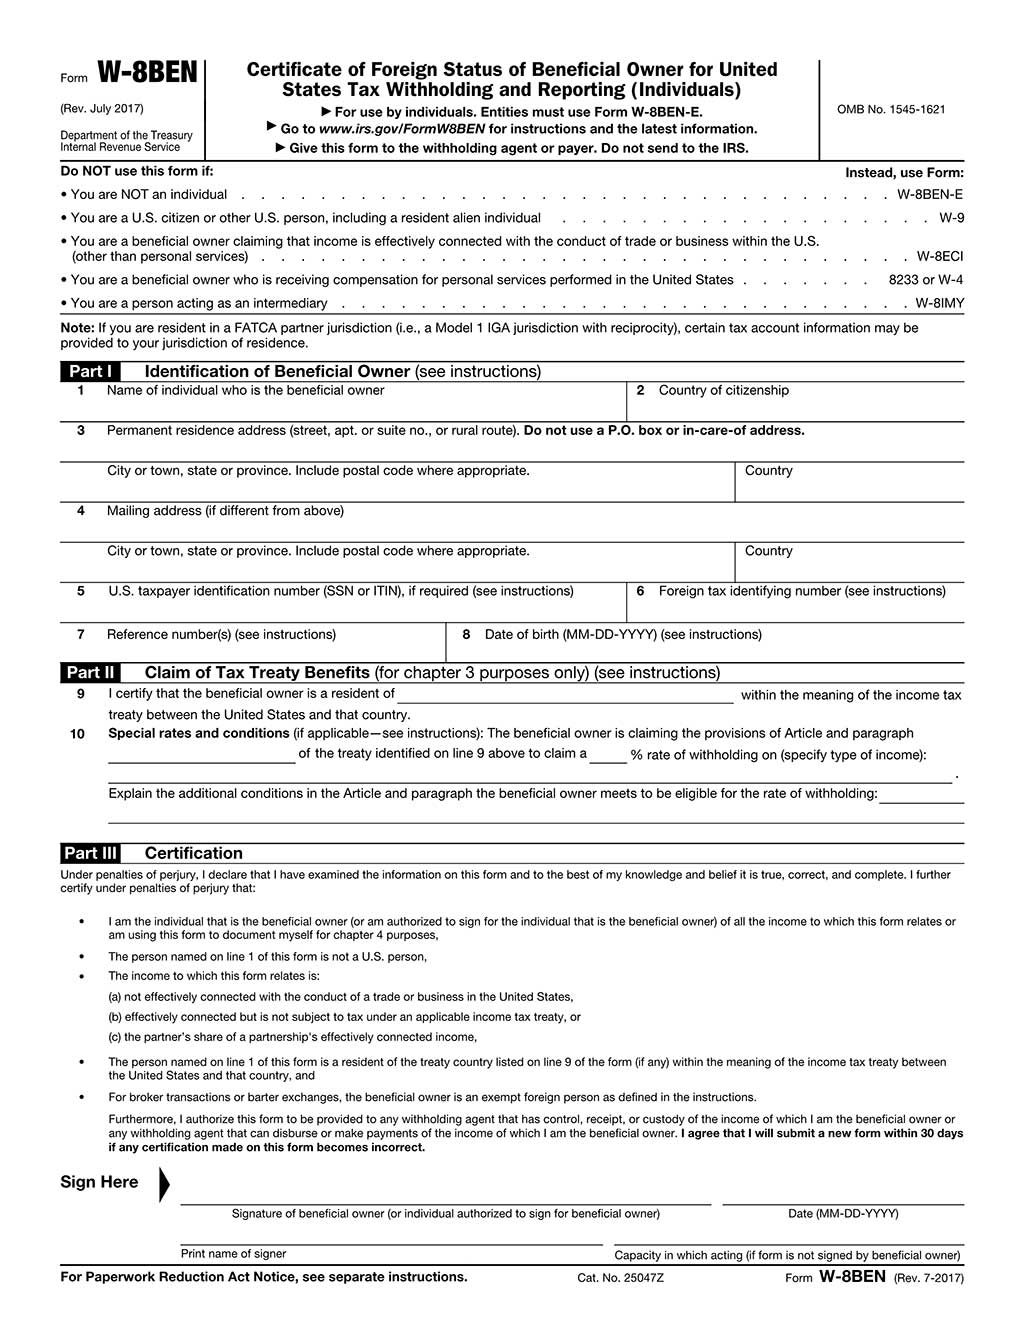 Form W-8BEN
(Rev. July 2017)
Department of the Treasury
Internal Revenue Service
Certificate of Foreign Status of Beneficial Owner for United
States Tax Withholding and Reporting (Individuals)
▶ For use by individuals. Entities must use Form W-8BEN-E.
▶ Go to www.irs.gov/FormW8BEN for instructions and the latest information.
▶ Give this form to the withholding agent or payer. Do not send to the IRS.
OMB No. 1545-1621
Do NOT use this form if: Instead, use Form:
• You are NOT an individual . . . . . . . . . . . . . . . . . . . . . . . . . . . . . . . . . W-8BEN-E
• You are a U.S. citizen or other U.S. person, including a resident alien individual . . . . . . . . . . . . . . . . . . . W-9
• You are a beneficial owner claiming that income is effectively connected with the conduct of trade or business within the U.S.
(other than personal services) . . . . . . . . . . . . . . . . . . . . . . . . . . . . . . . . . W-8ECI
• You are a beneficial owner who is receiving compensation for personal services performed in the United States . . . . . . . 8233 or W-4
• You are a person acting as an intermediary . . . . . . . . . . . . . . . . . . . . . . . . . . . . . W-8IMY
Note: If you are resident in a FATCA partner jurisdiction (i.e., a Model 1 IGA jurisdiction with reciprocity), certain tax account information may be
provided to your jurisdiction of residence.
Part I Identification of Beneficial Owner (see instructions)
1 Name of individual who is the beneficial owner
2 Country of citizenship
3 Permanent residence address (street, apt. or suite no., or rural route). Do not use a P.O. box or in-care-of address.
City or town, state or province. Include postal code where appropriate.
Country
4 Mailing address (if different from above)
City or town, state or province. Include postal code where appropriate.
Country
5 U.S. taxpayer identification number (SSN or ITIN), if required (see instructions)
6 Foreign tax identifying number (see instructions)
7 Reference number(s) (see instructions)
8 Date of birth (MM-DD-YYYY) (see instructions)
Part II Claim of Tax Treaty Benefits (for chapter 3 purposes only) (see instructions)
9 I certify that the beneficial owner is a resident of within the meaning of the income tax
treaty between the United States and that country.
10 Special rates and conditions (if applicable—see instructions): The beneficial owner is claiming the provisions of Article and paragraph
of the treaty identified on line 9 above to claim a % rate of withholding on (specify type of income):
.
Explain the additional conditions in the Article and paragraph the beneficial owner meets to be eligible for the rate of withholding:
Part III Certification
Under penalties of perjury, I declare that I have examined the information on this form and to the best of my knowledge and belief it is true, correct, and complete. I further
certify under penalties of perjury that:
• I am the individual that is the beneficial owner (or am authorized to sign for the individual that is the beneficial owner) of all the income to which this form relates or
am using this form to document myself for chapter 4 purposes,
• The person named on line 1 of this form is not a U.S. person,
• The income to which this form relates is:
(a) not effectively connected with the conduct of a trade or business in the United States,
(b) effectively connected but is not subject to tax under an applicable income tax treaty, or
(c) the partner's share of a partnership's effectively connected income,
• The person named on line 1 of this form is a resident of the treaty country listed on line 9 of the form (if any) within the meaning of the income tax treaty between
the United States and that country, and
• For broker transactions or barter exchanges, the beneficial owner is an exempt foreign person as defined in the instructions.
Furthermore, I authorize this form to be provided to any withholding agent that has control, receipt, or custody of the income of which I am the beneficial owner or
any withholding agent that can disburse or make payments of the income of which I am the beneficial owner. I agree that I will submit a new form within 30 days
if any certification made on this form becomes incorrect.
Sign Here
Signature of beneficial owner (or individual authorized to sign for beneficial owner)
Date (MM-DD-YYYY)
Print name of signer
Capacity in which acting (if form is not signed by beneficial owner)
For Paperwork Reduction Act Notice, see separate instructions. Cat. No. 25047Z Form W-8BEN (Rev. 7-2017)